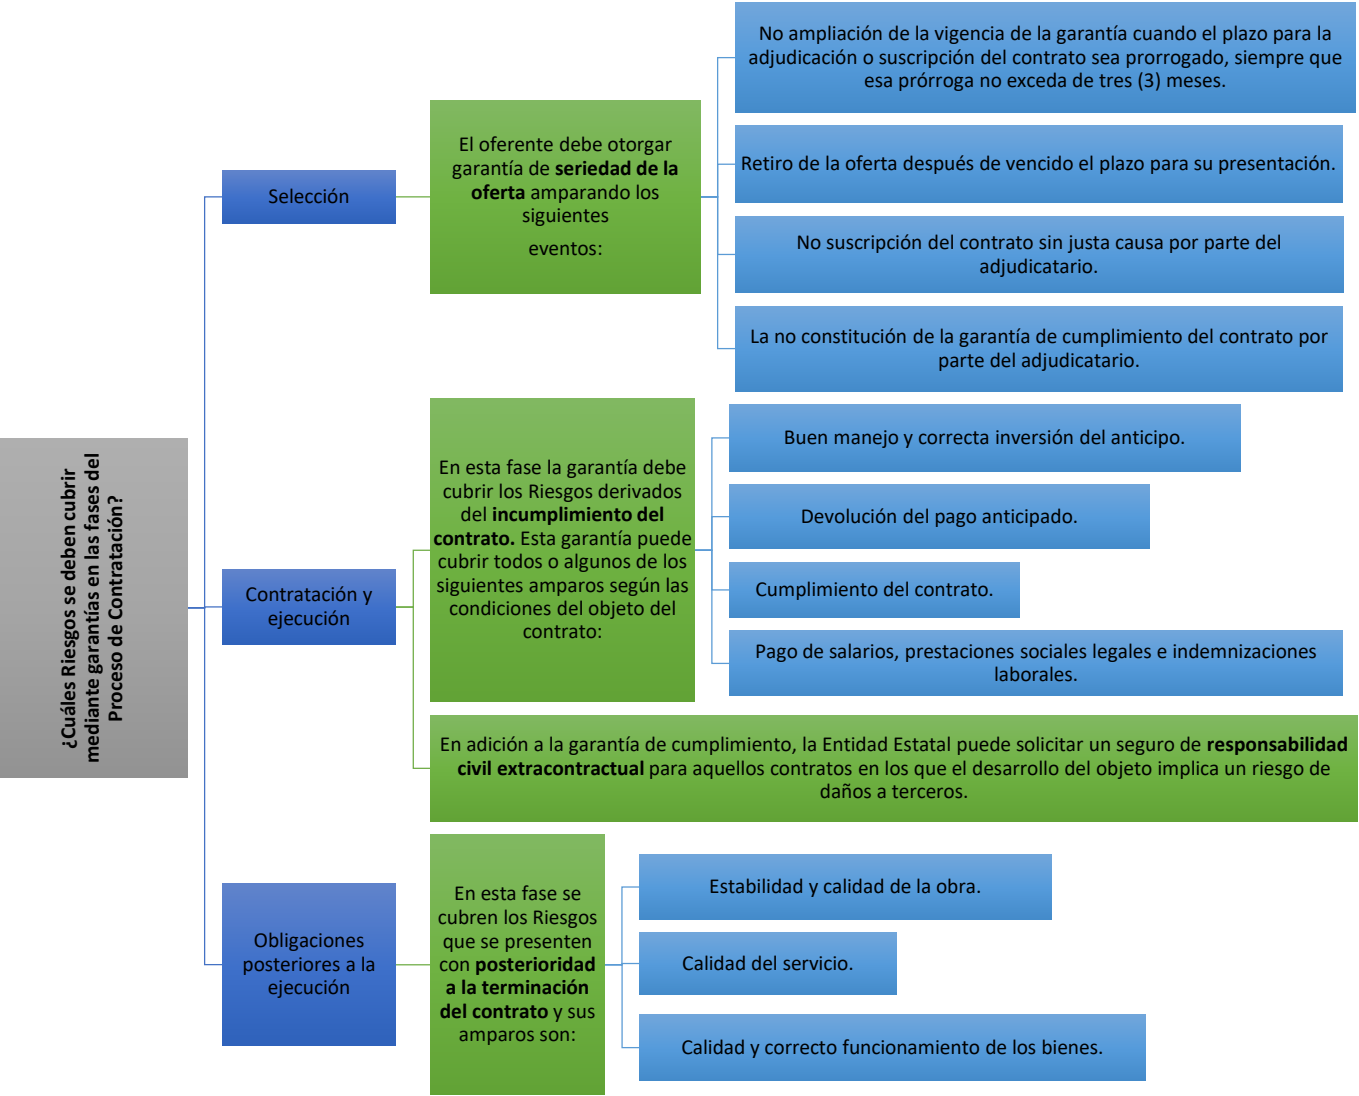 ¿Cuáles Riesgos se deben cubrir
mediante garantías en las fases del
Proceso de Contratación?
Selección
El oferente debe otorgar
garantía de seriedad de la
oferta amparando los
siguientes
eventos:
No ampliación de la vigencia de la garantía cuando el plazo para la
adjudicación o suscripción del contrato sea prorrogado, siempre que
esa prórroga no exceda de tres (3) meses.
Retiro de la oferta después de vencido el plazo para su presentación.
No suscripción del contrato sin justa causa por parte del
adjudicatario.
La no constitución de la garantía de cumplimiento del contrato por
parte del adjudicatario.
Contratación y
ejecución
En esta fase la garantía debe
cubrir los Riesgos derivados
del incumplimiento del
contrato. Esta garantía puede
cubrir todos o algunos de los
siguientes amparos según las
condiciones del objeto del
contrato:
Buen manejo y correcta inversión del anticipo.
Devolución del pago anticipado.
Cumplimiento del contrato.
Pago de salarios, prestaciones sociales legales e indemnizaciones
laborales.
En adición a la garantía de cumplimiento, la Entidad Estatal puede solicitar un seguro de responsabilidad
civil extracontractual para aquellos contratos en los que el desarrollo del objeto implica un riesgo de
daños a terceros.
Obligaciones
posteriores a la
ejecución
En esta fase se
cubren los Riesgos
que se presenten
con posterioridad
a la terminación
del contrato y sus
amparos son:
Estabilidad y calidad de la obra.
Calidad del servicio.
Calidad y correcto funcionamiento de los bienes.